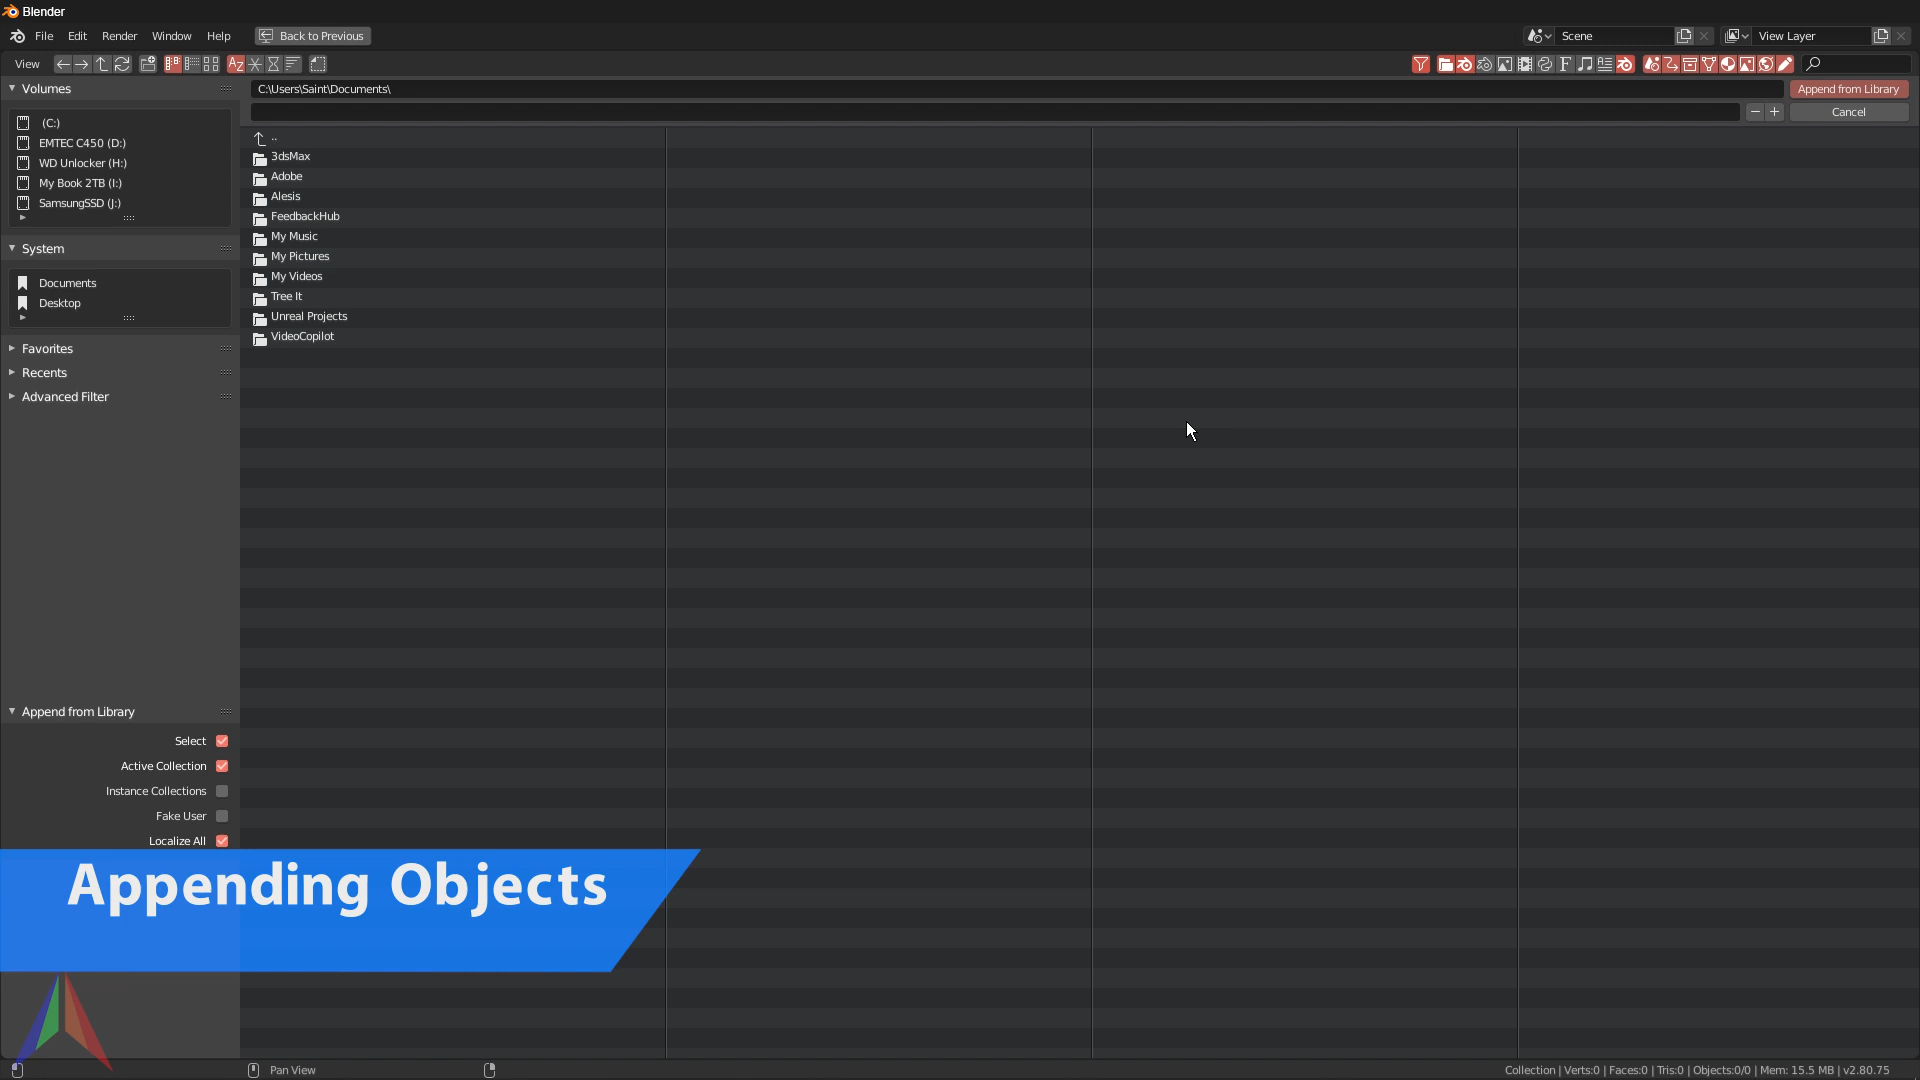 Blender
File Edit Render Window Help Back to Previous Scene View Layer
View
Volumes
C:\Users\Saint\Documents\ Append from Library
Cancel
(C:)
EMTEC C450 (D:)
WD Unlocker (H:)
My Book 2TB (I:)
SamsungSSD (J:)
System
Documents
Desktop
Favorites
Recents
Advanced Filter
..
3dsMax
Adobe
Alesis
FeedbackHub
My Music
My Pictures
My Videos
Tree It
Unreal Projects
VideoCopilot
Append from Library
Select
Active Collection
Instance Collections
Fake User
Localize All
Appending Objects
Pan View
Collection | Verts:0 | Faces:0 | Tris:0 | Objects:0/0 | Mem: 15.5 MB | v2.80.75